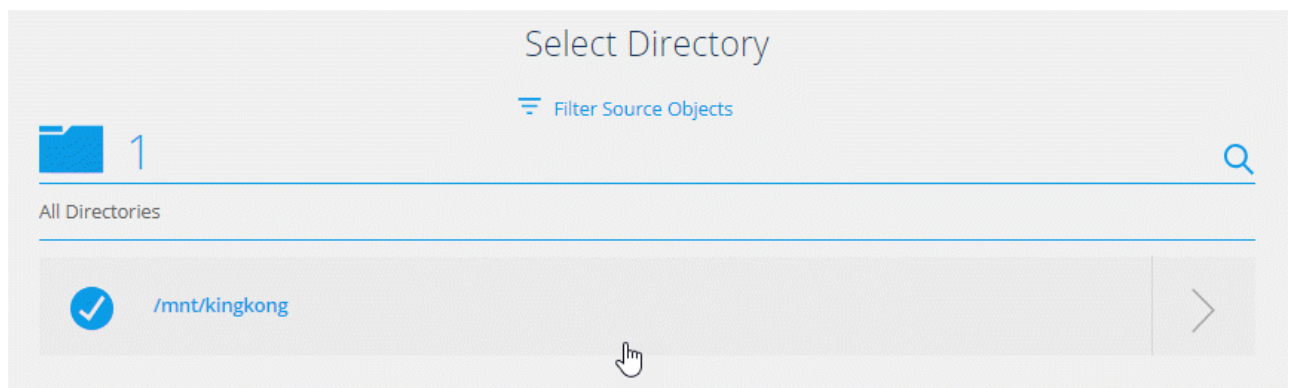 Select Directory
Filter Source Objects
1
All Directories
/mnt/kingkong